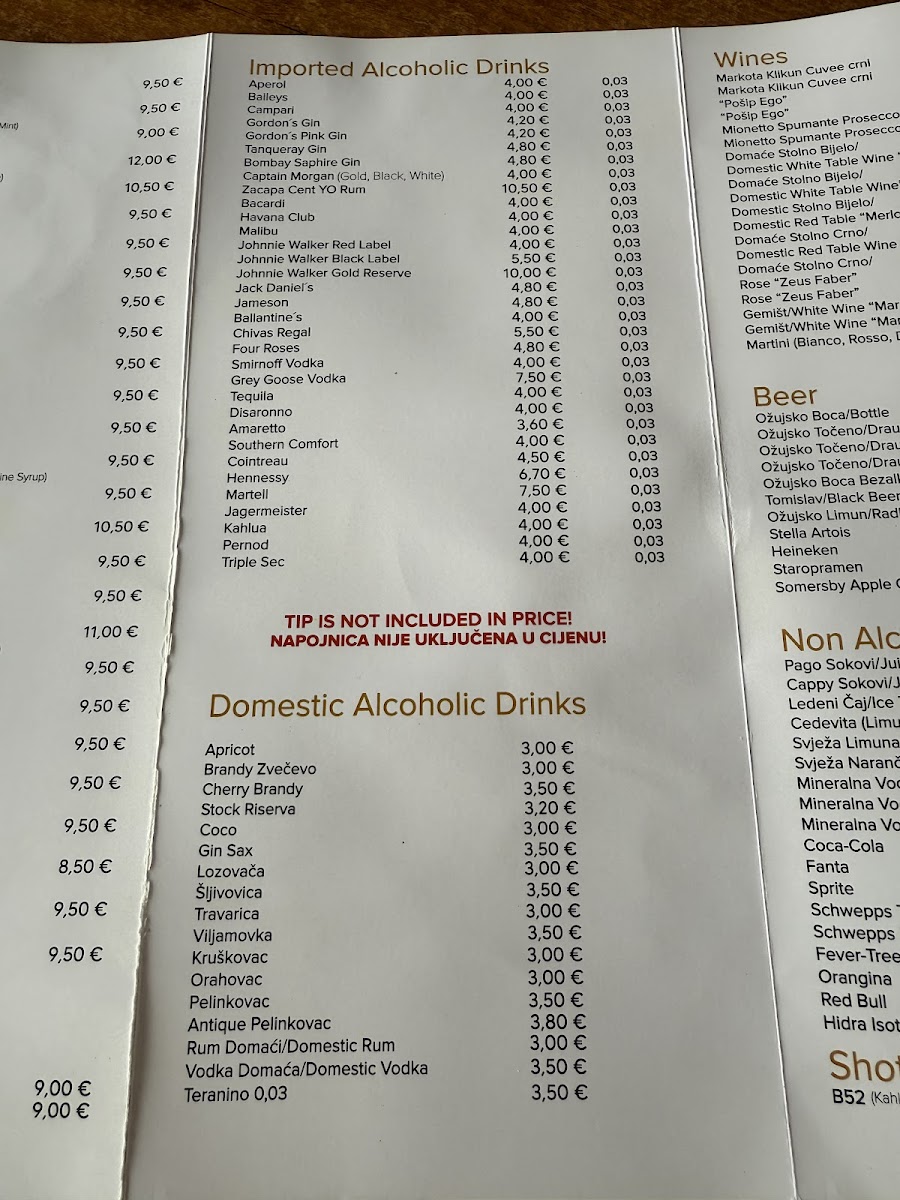 9,50 €
9,50 €
Mint)
9,00 €
12,00 €
10,50 €
9,50 €
9,50 €
9,50 €
9,50 €
9,50 €
9,50 €
9,50 €
9,50 €
9,50 €
ine Syrup)
9,50 €
10,50 €
9,50 €
9,50 €
11,00 €
9,50 €
9,50 €
9,50 €
9,50 €
9,50 €
8,50 €
9,50 €
9,50 €
9,00 €
9,00 €
Imported Alcoholic Drinks
Aperol 4,00 € 0,03
Baileys 4,00 € 0,03
Campari 4,00 € 0,03
Gordon´s Gin 4,20 € 0,03
Gordon´s Pink Gin 4,20 € 0,03
Tanqueray Gin 4,80 € 0,03
Bombay Saphire Gin 4,80 € 0,03
Captain Morgan (Gold, Black, White) 4,00 € 0,03
Zacapa Cent YO Rum 10,50 € 0,03
Bacardi 4,00 € 0,03
Havana Club 4,00 € 0,03
Malibu 4,00 € 0,03
Johnnie Walker Red Label 4,00 € 0,03
Johnnie Walker Black Label 5,50 € 0,03
Johnnie Walker Gold Reserve 10,00 € 0,03
Jack Daniel´s 4,80 € 0,03
Jameson 4,80 € 0,03
Ballantine´s 4,00 € 0,03
Chivas Regal 5,50 € 0,03
Four Roses 4,80 € 0,03
Smirnoff Vodka 4,00 € 0,03
Grey Goose Vodka 7,50 € 0,03
Tequila 4,00 € 0,03
Disaronno 4,00 € 0,03
Amaretto 3,60 € 0,03
Southern Comfort 4,00 € 0,03
Cointreau 4,50 € 0,03
Hennessy 6,70 € 0,03
Martell 7,50 € 0,03
Jagermeister 4,00 € 0,03
Kahlua 4,00 € 0,03
Pernod 4,00 € 0,03
Triple Sec 4,00 € 0,03
TIP IS NOT INCLUDED IN PRICE!
NAPOJNICA NIJE UKLJUČENA U CIJENU!
Domestic Alcoholic Drinks
Apricot 3,00 €
Brandy Zvečevo 3,00 €
Cherry Brandy 3,50 €
Stock Riserva 3,20 €
Coco 3,00 €
Gin Sax 3,50 €
Lozovača 3,00 €
Šljivovica 3,50 €
Travarica 3,00 €
Viljamovka 3,50 €
Kruškovac 3,00 €
Orahovac 3,00 €
Pelinkovac 3,50 €
Antique Pelinkovac 3,80 €
Rum Domaći/Domestic Rum 3,00 €
Vodka Domaća/Domestic Vodka 3,50 €
Teranino 0,03 3,50 €
Wines
Markota Klikun Cuvee crni
Markota Klikun Cuvee crni
“Pošip Ego”
“Pošip Ego”
Mionetto Spumante Prosecco
Mionetto Spumante Prosecco
Domaće Stolno Bijelo/
Domestic White Table Wine “
Domaće Stolno Bijelo/
Domestic White Table Wine“
Domestic Stolno Bijelo/
Domestic Red Table “Merlo
Domaće Stolno Crno/
Domestic Red Table Wine
Domaće Stolno Crno/
Rose “Zeus Faber”
Rose “Zeus Faber”
Gemišt/White Wine “Mar
Gemišt/White Wine “Mar
Martini (Bianco, Rosso, D
Beer
Ožujsko Boca/Bottle
Ožujsko Točeno/Drau
Ožujsko Točeno/Drau
Ožujsko Točeno/Drau
Ožujsko Boca Bezalk
Tomislav/Black Beer
Ožujsko Limun/Radl
Stella Artois
Heineken
Staropramen
Somersby Apple C
Non Alc
Pago Sokovi/Jui
Cappy Sokovi/J
Ledeni Čaj/Ice T
Cedevita (Limu
Svježa Limuna
Svježa Naranč
Mineralna Vod
Mineralna Vo
Mineralna Vo
Coca-Cola
Fanta
Sprite
Schwepps T
Schwepps
Fever-Tree
Orangina
Red Bull
Hidra Isot
Shot
B52 (Kahl